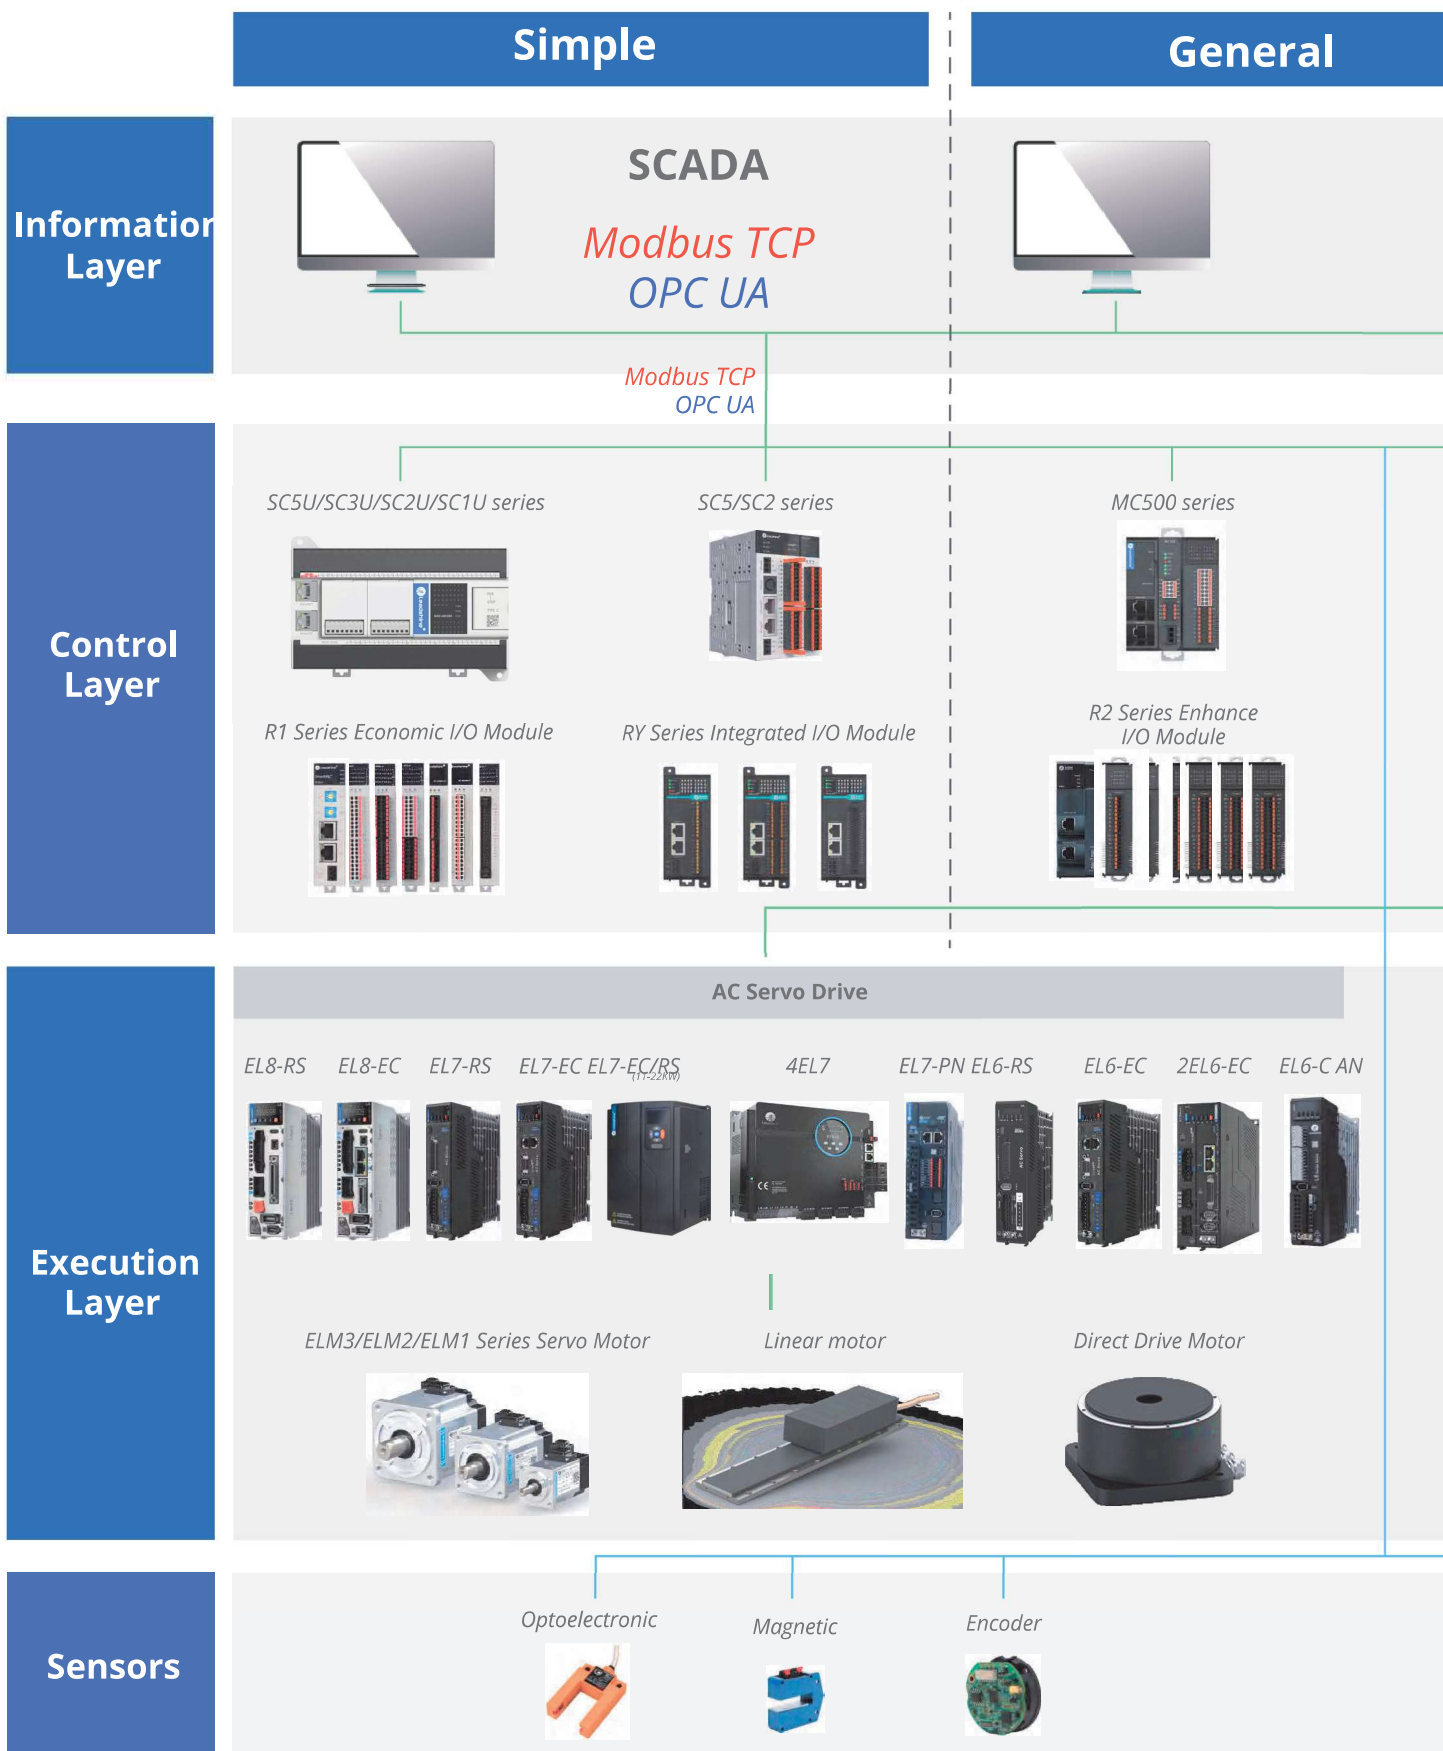 Simple
General
Information
Layer
SCADA
Modbus TCP
OPC UA
Modbus TCP
OPC UA
Control
Layer
SC5U/SC3U/SC2U/SC1U series
SC5/SC2 series
MC500 series
R1 Series Economic I/O Module
RY Series Integrated I/O Module
R2 Series Enhance
I/O Module
Execution
Layer
AC Servo Drive
EL8-RS
EL8-EC
EL7-RS
EL7-EC
EL7-EC/RS
(11-22KW)
4EL7
EL7-PN
EL6-RS
EL6-EC
2EL6-EC
EL6-C AN
ELM3/ELM2/ELM1 Series Servo Motor
Linear motor
Direct Drive Motor
Sensors
Optoelectronic
Magnetic
Encoder